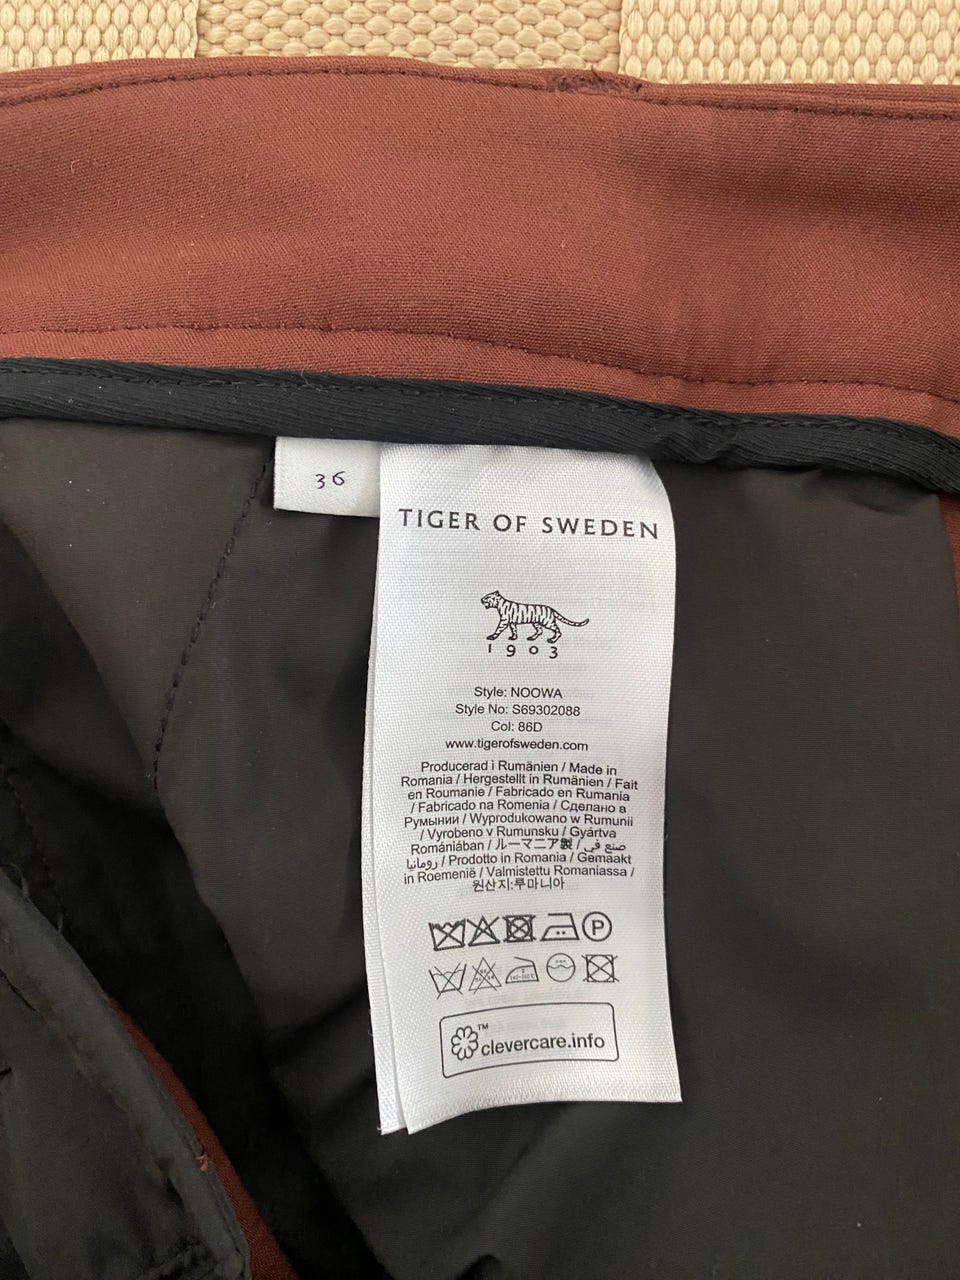 36
TIGER OF SWEDEN
1903
Style: NOOWA
Style No: S69302088
Col: 86D
www.tigerofsweden.com
Producerad i Rumänien / Made in
Romania / Hergestellt in Rumänien / Fait
en Roumanie / Fabricado en Rumania
/ Fabricado na Romenia / Сделано в
Румынии / Wyprodukowano w Rumunii
/ Vyrobeno v Rumunsku / Gyártva
Romániában / ルーマニア製 / صنع في
رومانيا / Prodotto in Romania / Gemaakt
in Roemenië / Valmistettu Romaniassa /
원산지:루마니아
P
™
clevercare.info